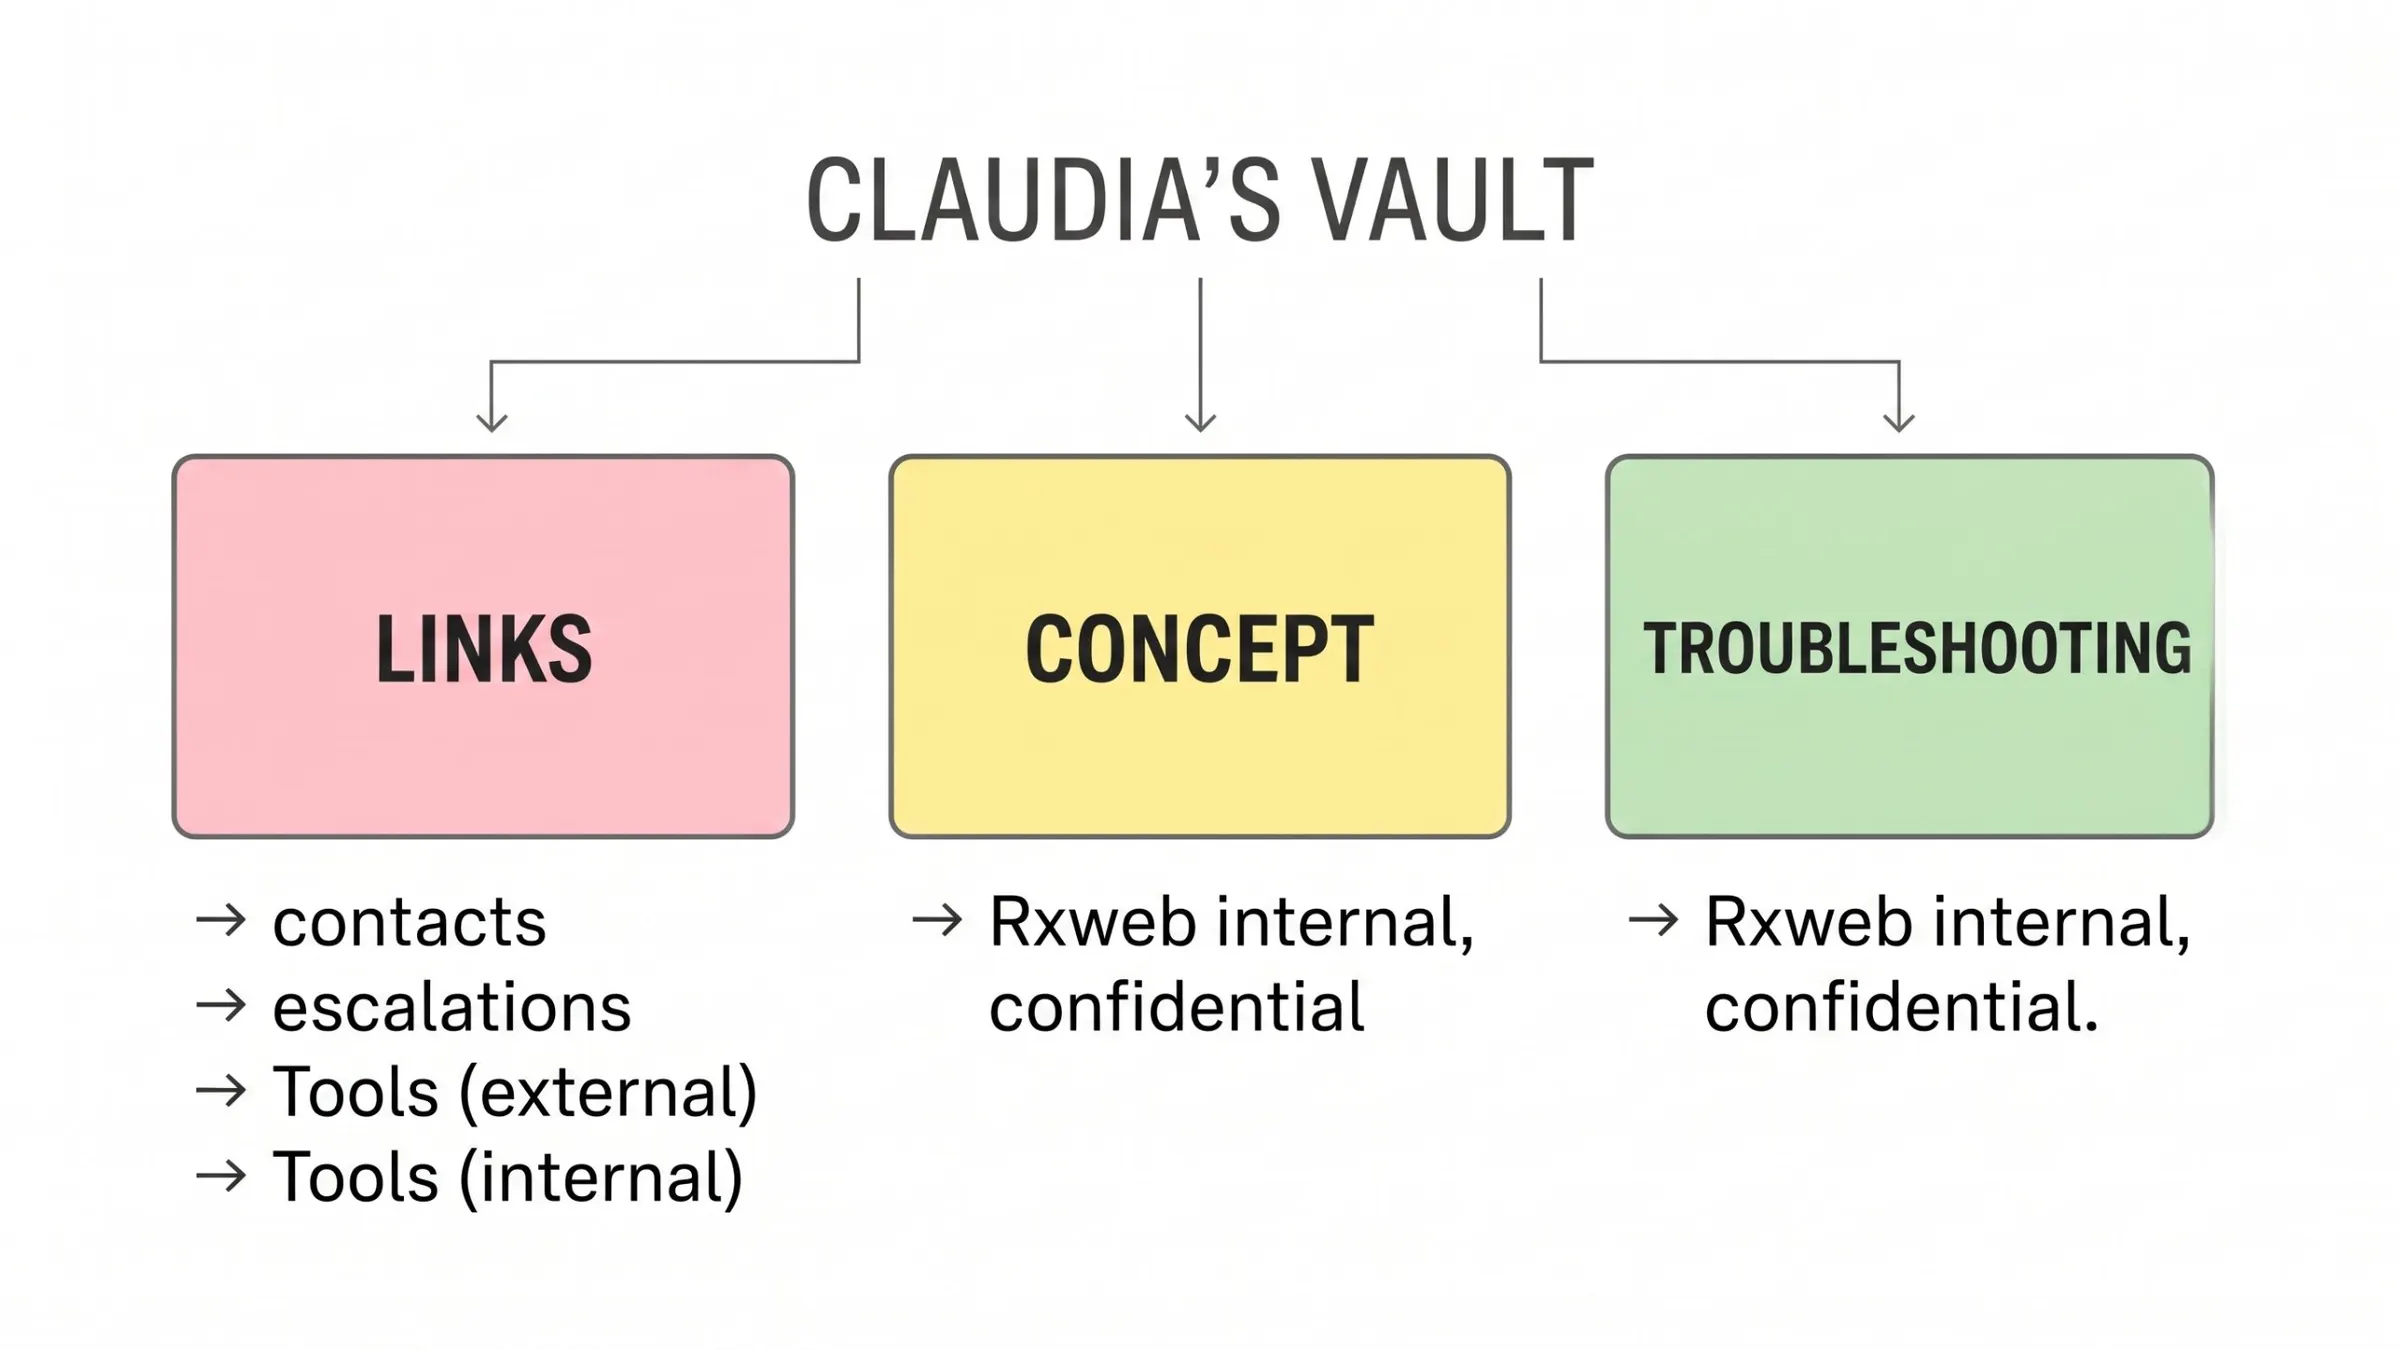 CLAUDIA’S VAULT
LINKS
CONCEPT
TROUBLESHOOTING
→ contacts
→ escalations
→ Tools (external)
→ Tools (internal)
→ Rxweb internal,
confidential
→ Rxweb internal,
confidential.